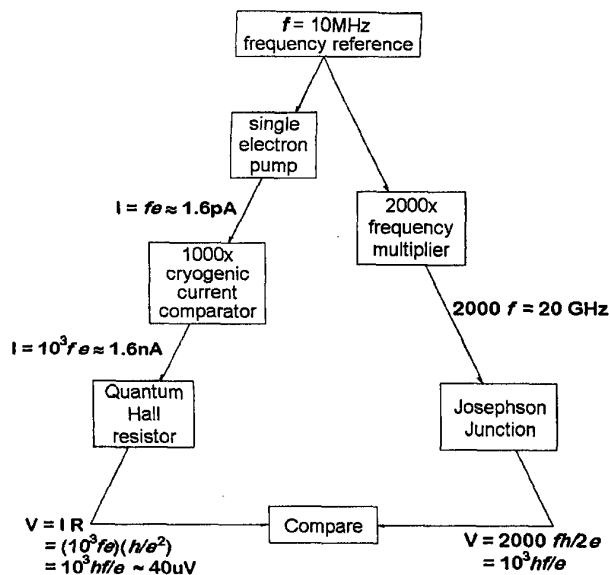 f = 10MHz
frequency reference
single
electron
pump
I = fe ≈ 1.6pA
2000x
frequency
multiplier
1000x
cryogenic
current
comparator
2000 f = 20 GHz
I = 10³fe ≈ 1.6nA
Quantum
Hall
resistor
Josephson
Junction
V = I R
= (10³fe)(h/e²)
= 10³hf/e ~ 40uV
Compare
V = 2000 fh/2e
= 10³hf/e